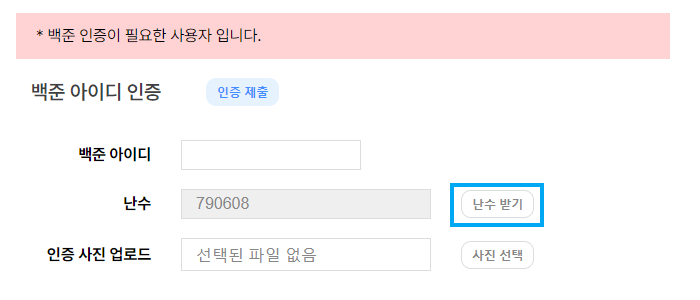 * 백준 인증이 필요한 사용자 입니다.
백준 아이디 인증 인증 제출
백준 아이디
난수 790608 난수 받기
인증 사진 업로드 선택된 파일 없음 사진 선택